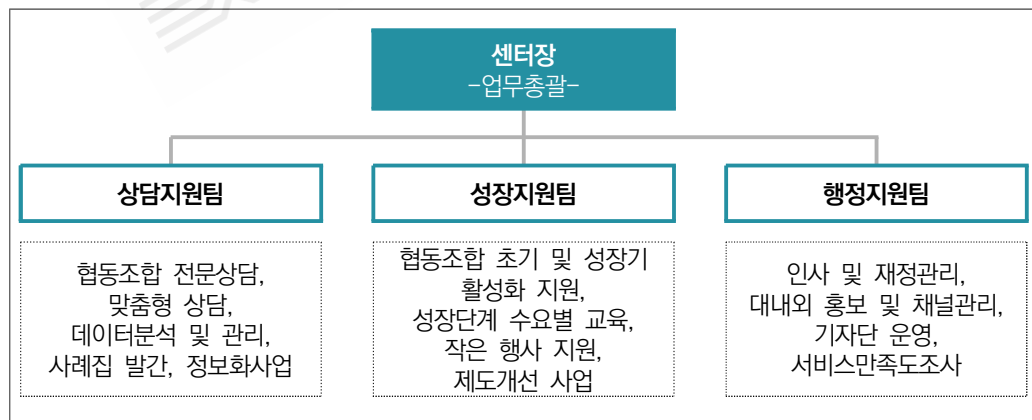 센터장
-업무총괄-
상담지원팀
성장지원팀
행정지원팀
협동조합 전문상담,
맞춤형 상담,
데이터분석 및 관리,
사례집 발간, 정보화사업
협동조합 초기 및 성장기
활성화 지원,
성장단계 수요별 교육,
작은 행사 지원,
제도개선 사업
인사 및 재정관리,
대내외 홍보 및 채널관리,
기자단 운영,
서비스만족도조사